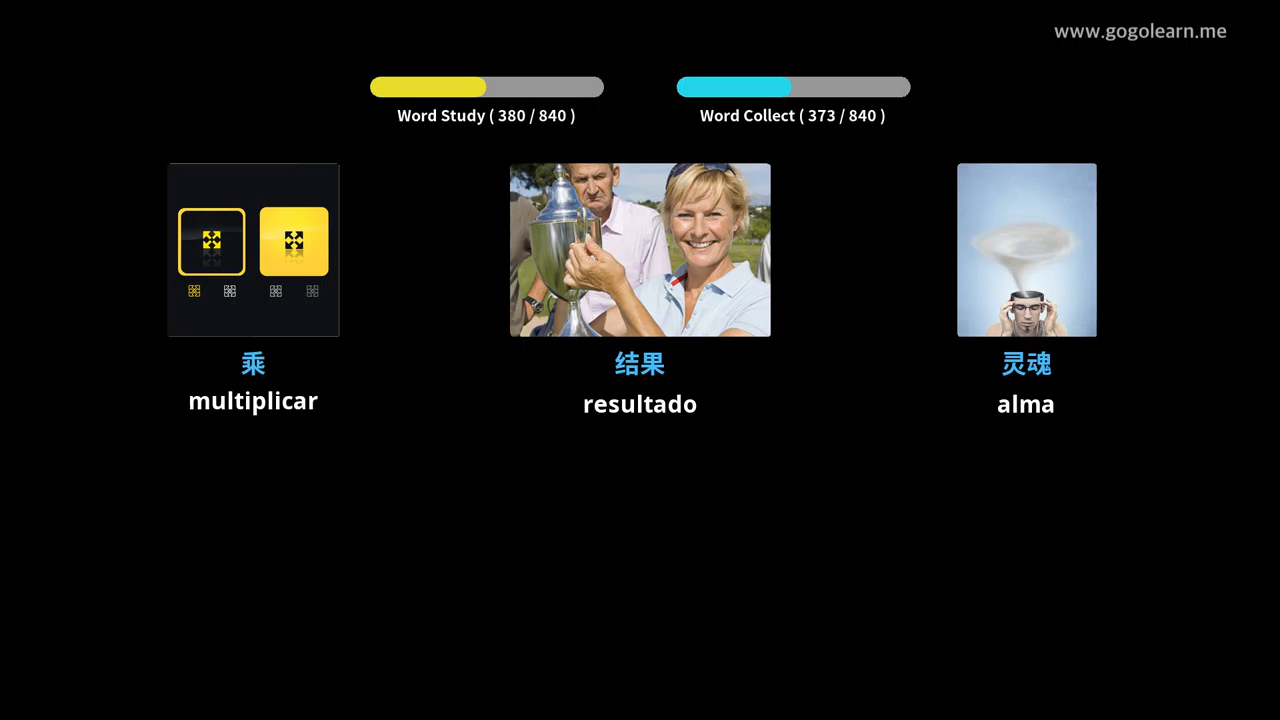 www.gogolearn.me
Word Study ( 380 / 840 )
Word Collect ( 373 / 840 )
乘
multiplicar
结果
resultado
灵魂
alma